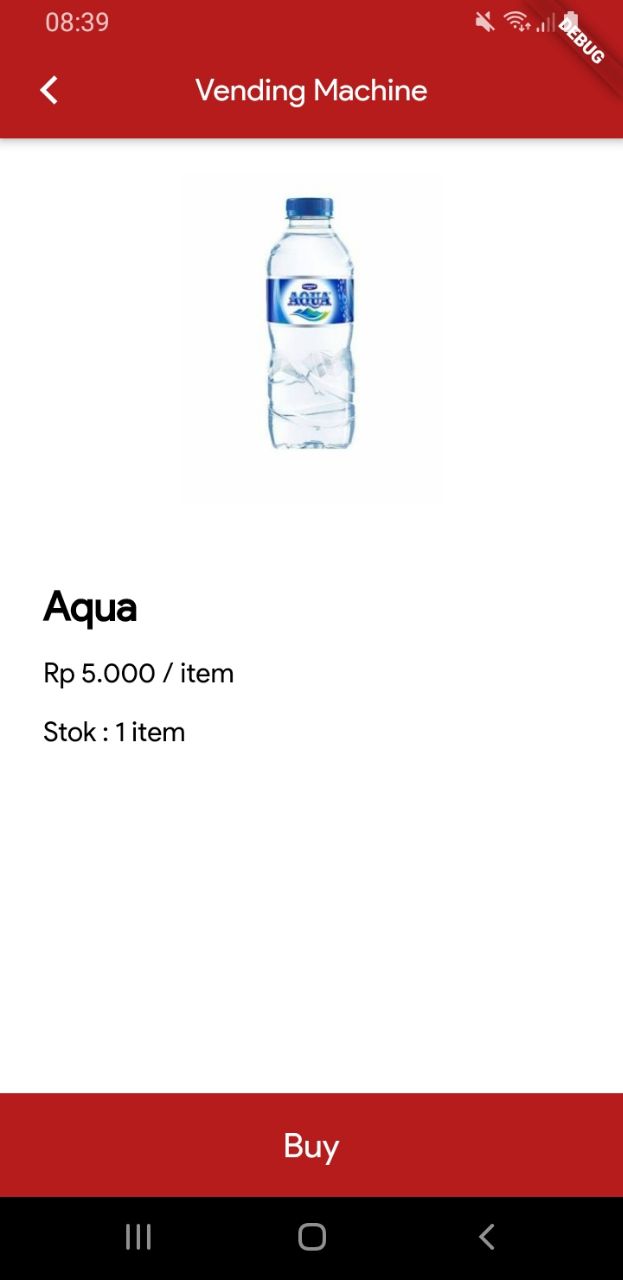 08:39
DEBUG
Vending Machine
AQUA
Aqua
Rp 5.000 / item
Stok : 1 item
Buy